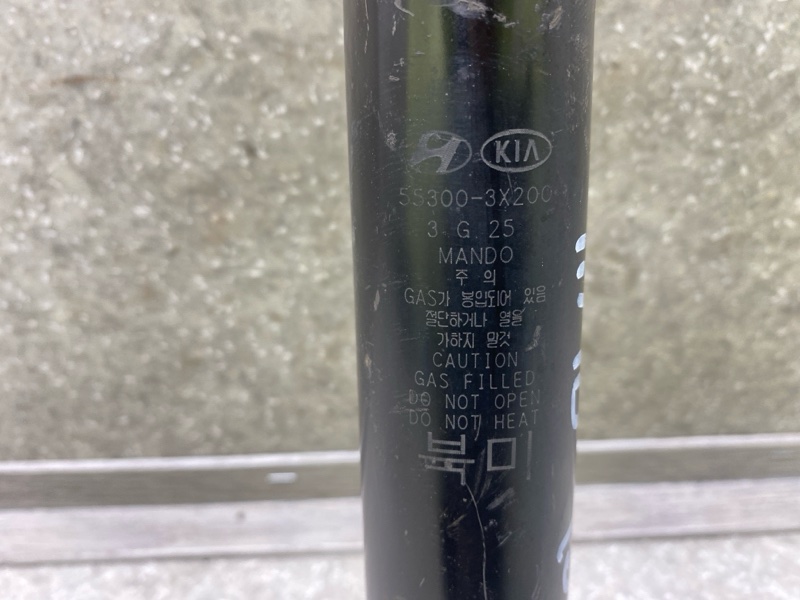 KIA
55300-3X200
3 G 25
MANDO
주 의
GAS가 봉입되어 있음
절단하거나 열을
가하지 말것
CAUTION
GAS FILLED
DO NOT OPEN
DO NOT HEAT
북미